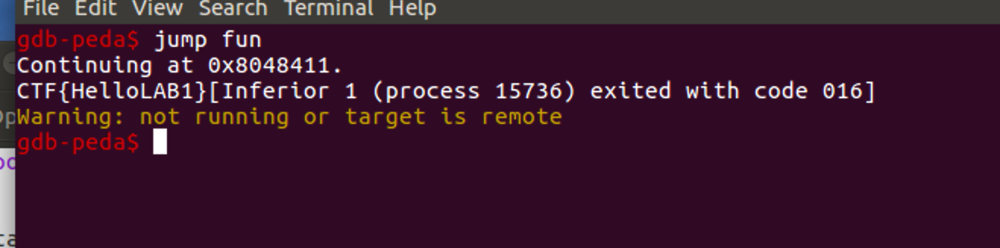 File Edit View Search Terminal Help
gdb-peda$ jump fun
Continuing at 0x8048411.
CTF{HelloLAB1}[Inferior 1 (process 15736) exited with code 016]
Warning: not running or target is remote
gdb-peda$